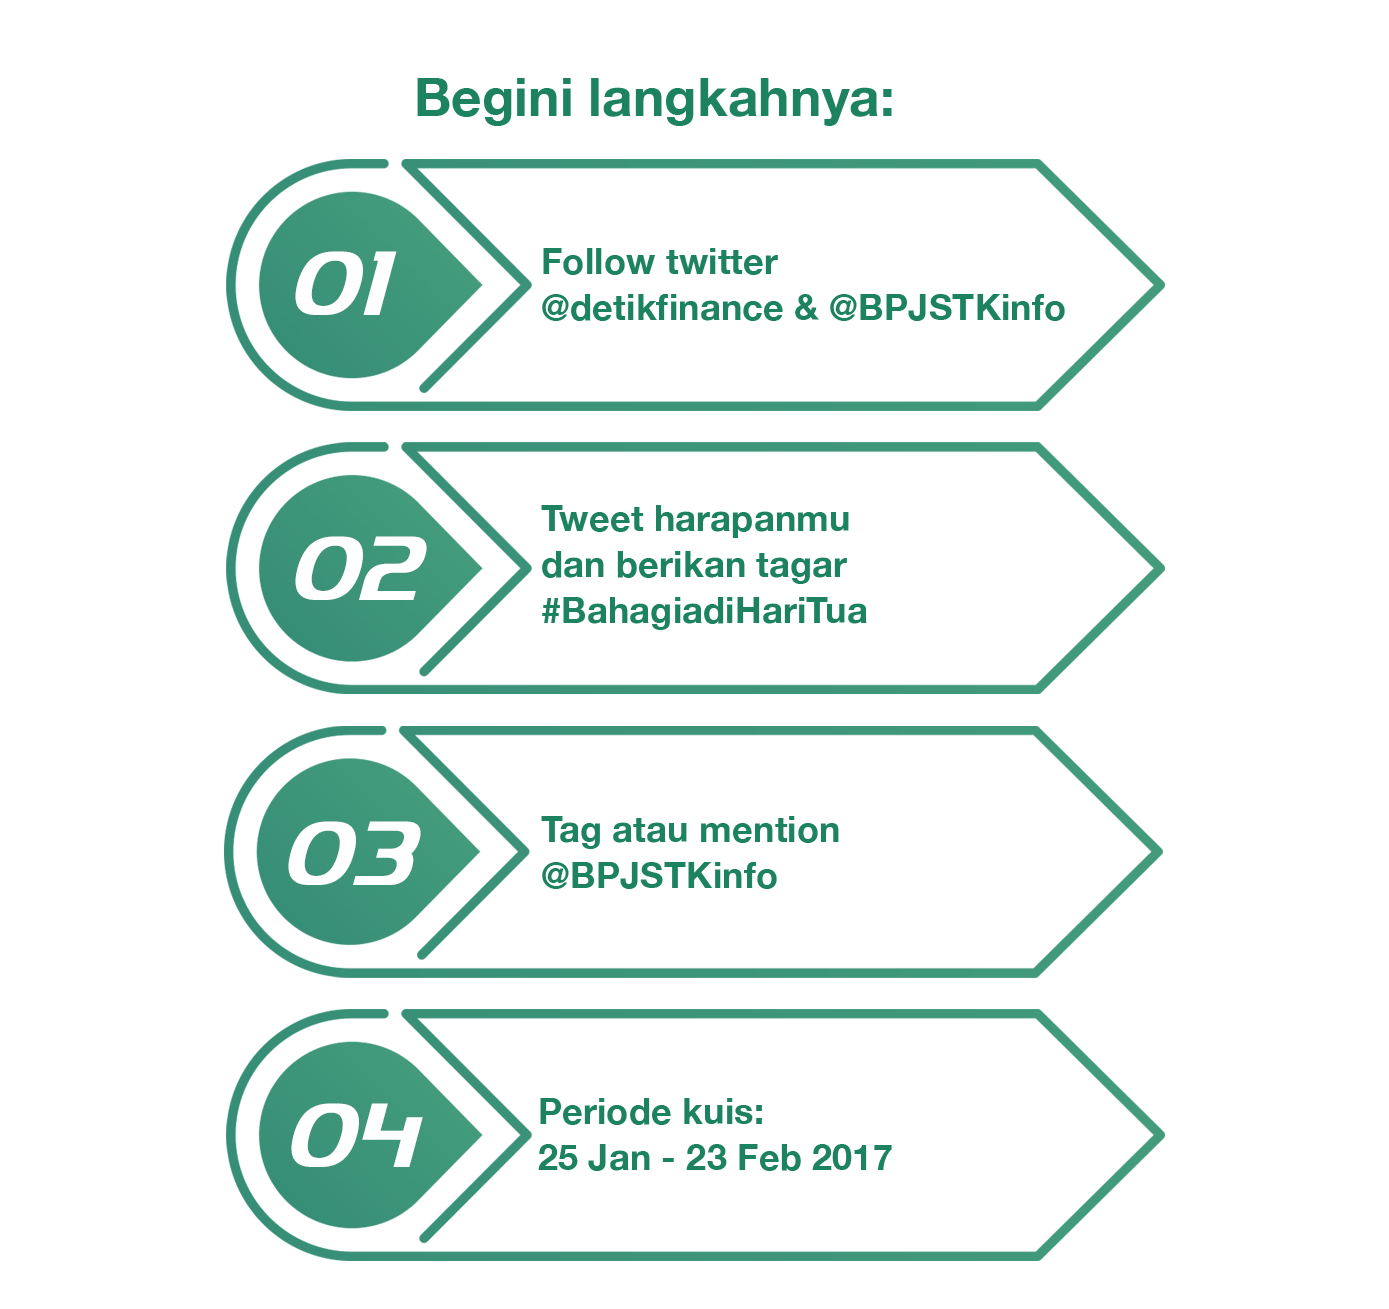 Begini langkahnya:
01
Follow twitter
@detikfinance & @BPJSTKinfo
02
Tweet harapanmu
dan berikan tagar
#BahagiadiHariTua
03
Tag atau mention
@BPJSTKinfo
04
Periode kuis:
25 Jan - 23 Feb 2017